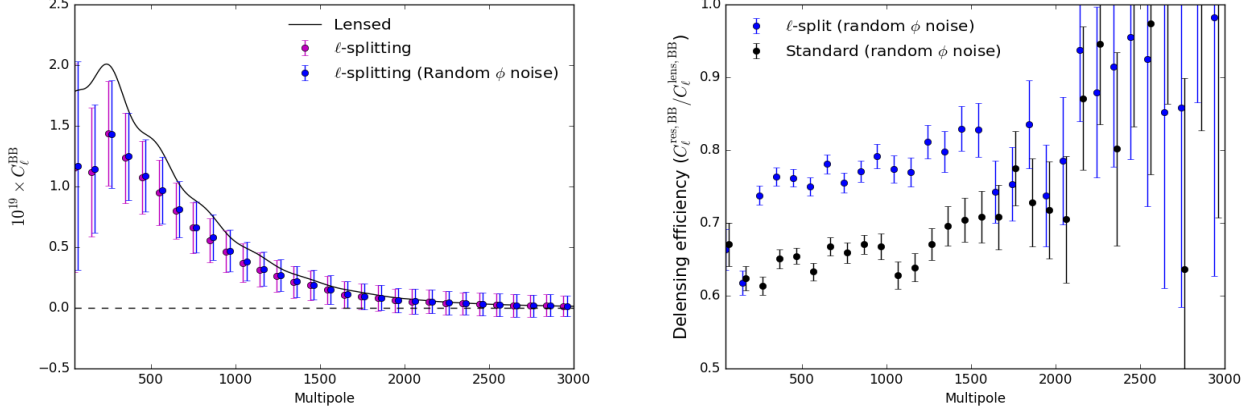 Lensed
ℓ-splitting
ℓ-splitting (Random ϕ noise)
2.0
1.5
1.0
0.5
0.0
−0.5
10^19 × C_ℓ^BB
500 1000 1500 2000 2500 3000
Multipole
ℓ-split (random ϕ noise)
Standard (random ϕ noise)
1.0
0.9
0.8
0.7
0.6
0.5
Delensing efficiency (C_ℓ^res,BB/C_ℓ^lens,BB)
500 1000 1500 2000 2500 3000
Multipole